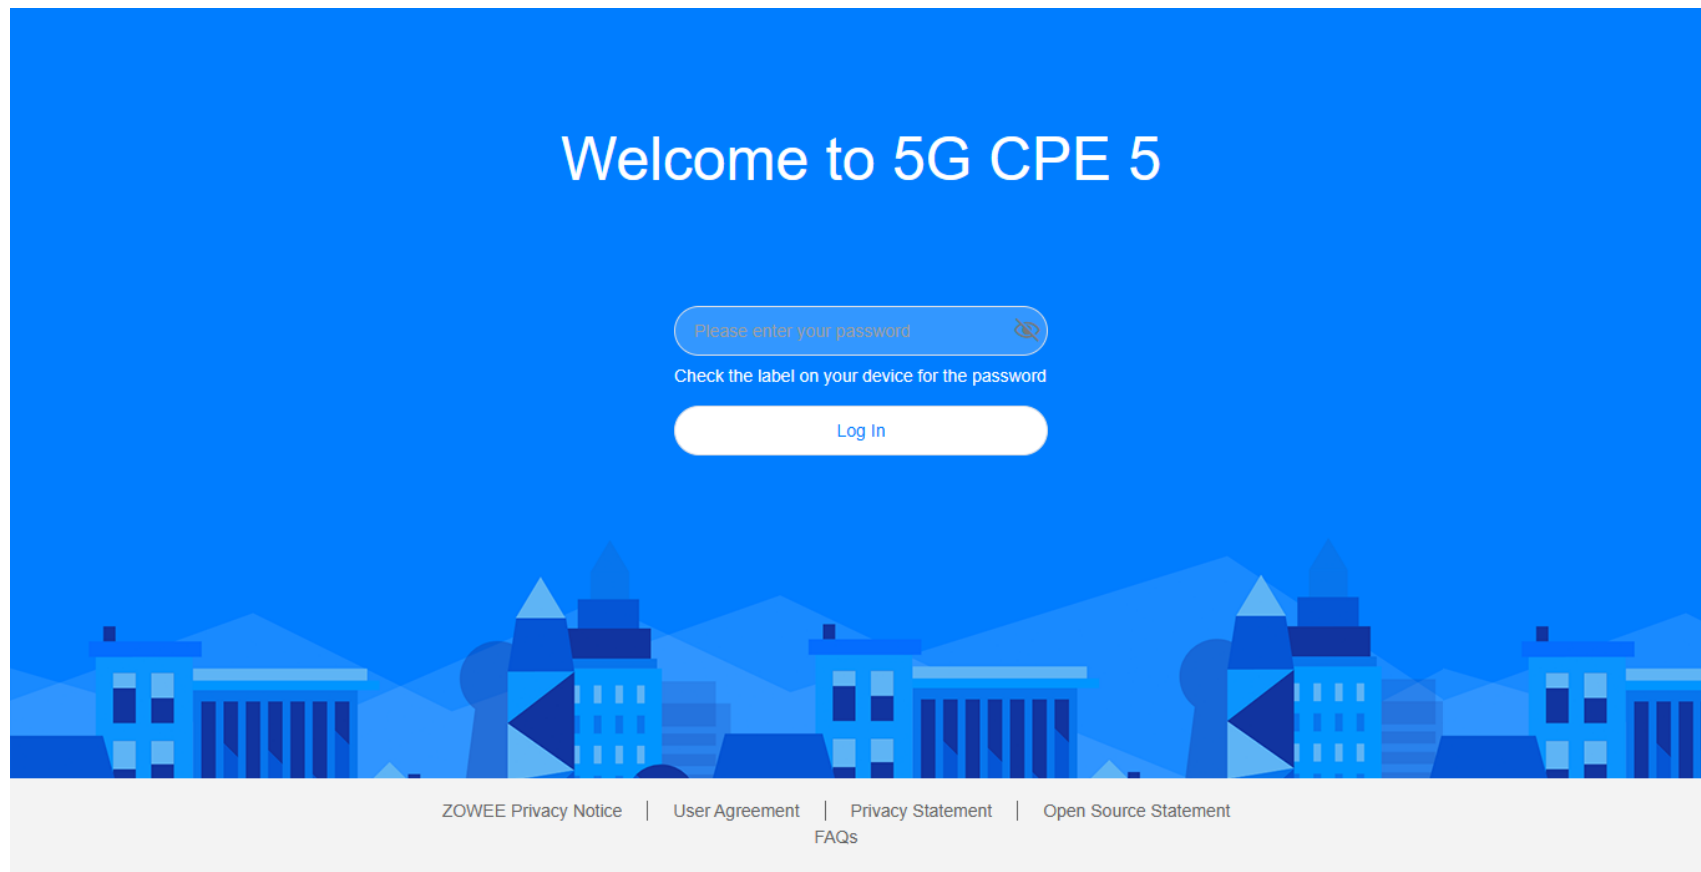 Welcome to 5G CPE 5
Please enter your password
Check the label on your device for the password
Log In
ZOWEE Privacy Notice | User Agreement | Privacy Statement | Open Source Statement
FAQs